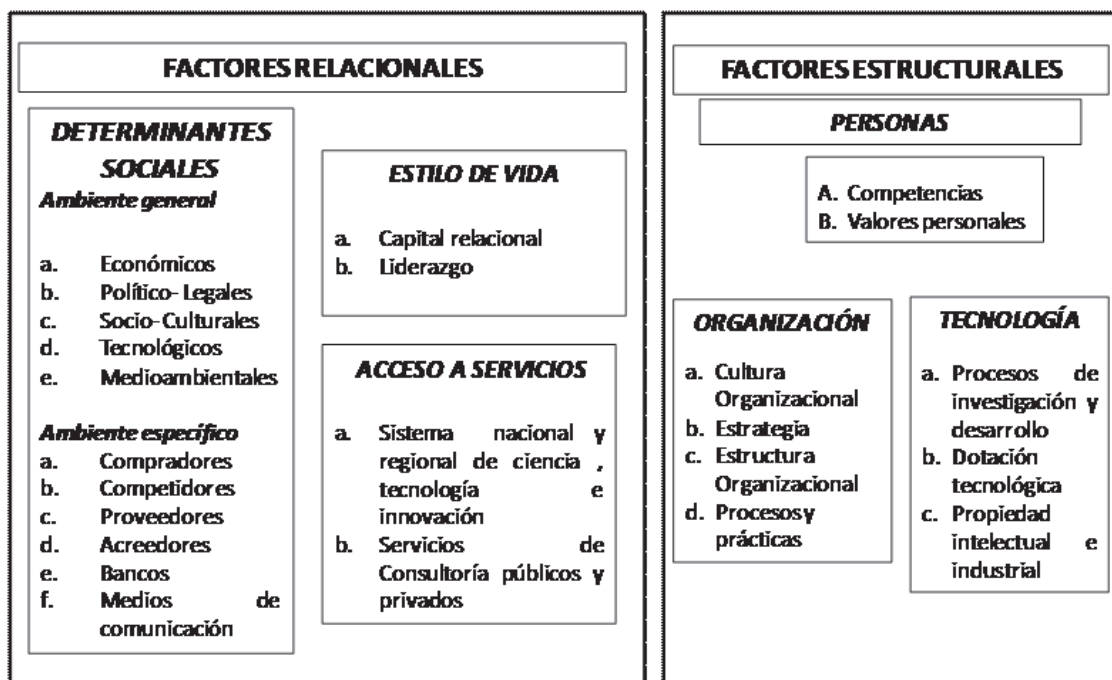 FACTORES RELACIONALES
DETERMINANTES
SOCIALES
Ambiente general
a. Económicos
b. Político- Legales
c. Socio- Culturales
d. Tecnológicos
e. Medioambientales
Ambiente específico
a. Compradores
b. Competidores
c. Proveedores
d. Acreedores
e. Bancos
f. Medios de
comunicación
ESTILO DE VIDA
a. Capital relacional
b. Liderazgo
ACCESO A SERVICIOS
a. Sistema nacional y
regional de ciencia ,
tecnología e
innovación
b. Servicios de
Consultoría públicos y
privados
FACTORES ESTRUCTURALES
PERSONAS
A. Competencias
B. Valores personales
ORGANIZACIÓN
a. Cultura
Organizacional
b. Estrategia
c. Estructura
Organizacional
d. Procesos y
prácticas
TECNOLOGÍA
a. Procesos de
investigación y
desarrollo
b. Dotación
tecnológica
c. Propiedad
intelectual e
industrial